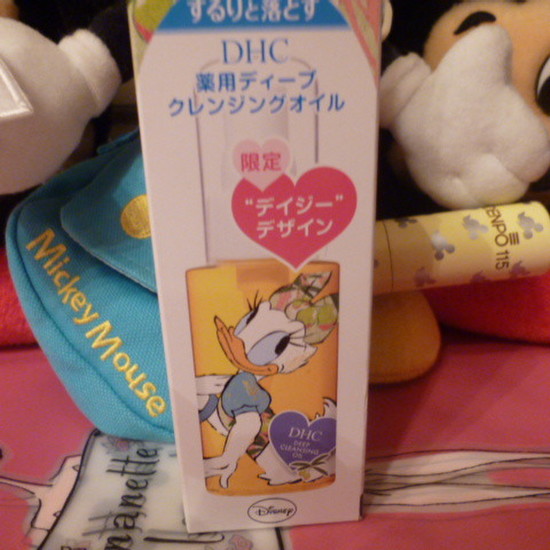 するりと落とす
DHC
薬用ディープ
クレンジングオイル
限定
"デイジー"
デザイン
DHC
DEEP
CLEANSING
OIL
Disney
Mickey Mouse
115